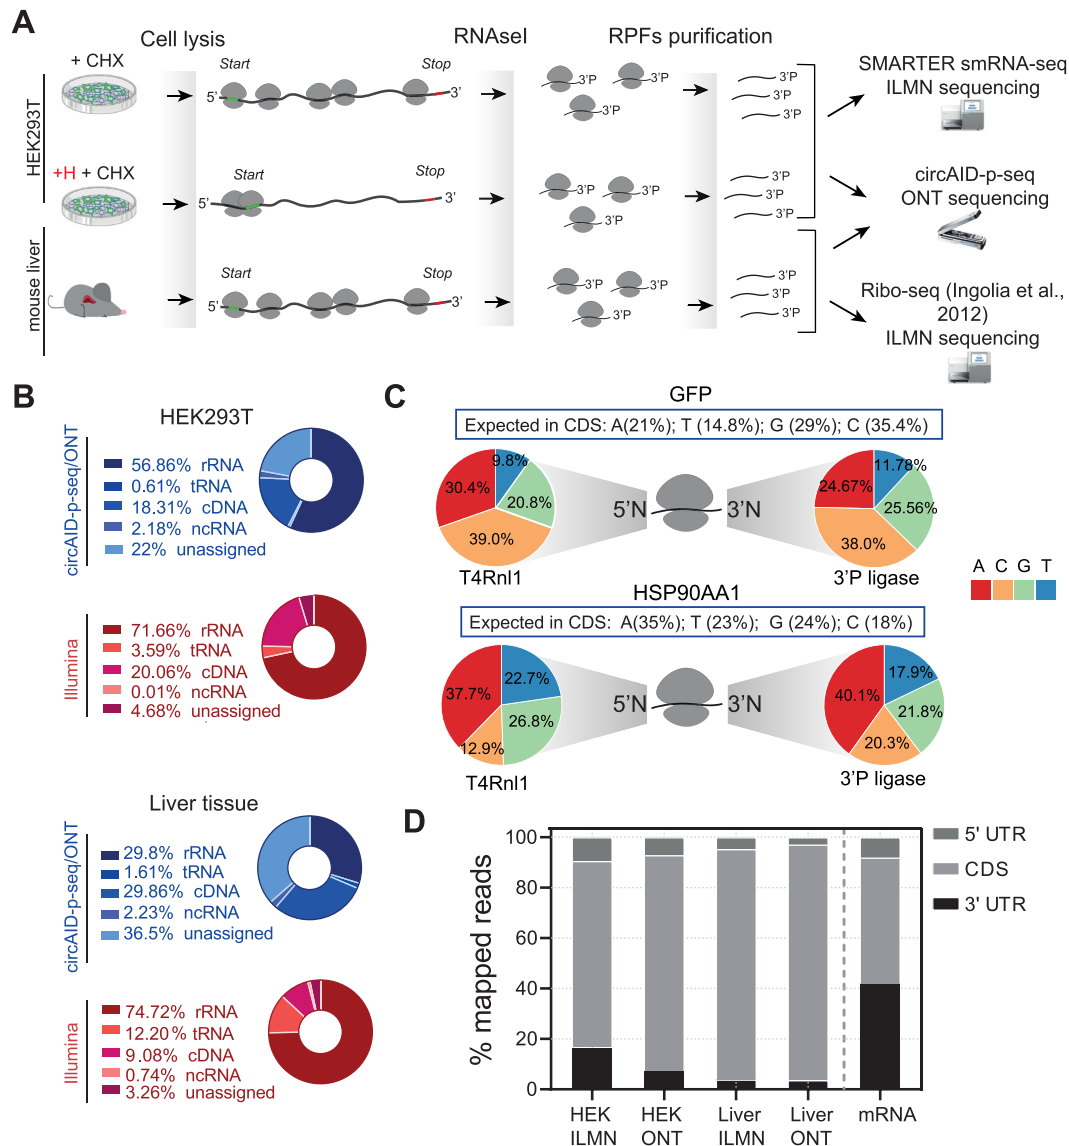 A
Cell lysis
RNAseI
RPFs purification
+ CHX
Start
Stop
5’
3’
3’P
3’P
3’P
3’P
3’P
3’P
SMARTER smRNA-seq
ILMN sequencing
HEK293T
+H + CHX
Start
Stop
5’
3’
3’P
3’P
3’P
3’P
3’P
3’P
circAID-p-seq
ONT sequencing
mouse liver
Start
Stop
5’
3’
3’P
3’P
3’P
3’P
3’P
3’P
Ribo-seq (Ingolia et al.,
2012)
ILMN sequencing
B
HEK293T
circAID-p-seq/ONT
56.86% rRNA
0.61% tRNA
18.31% cDNA
2.18% ncRNA
22% unassigned
Illumina
71.66% rRNA
3.59% tRNA
20.06% cDNA
0.01% ncRNA
4.68% unassigned
Liver tissue
circAID-p-seq/ONT
29.8% rRNA
1.61% tRNA
29.86% cDNA
2.23% ncRNA
36.5% unassigned
Illumina
74.72% rRNA
12.20% tRNA
9.08% cDNA
0.74% ncRNA
3.26% unassigned
C
GFP
Expected in CDS: A(21%); T (14.8%); G (29%); C (35.4%)
9.8%
30.4%
20.8%
39.0%
T4Rnl1
5’N
3’N
11.78%
24.67%
25.56%
38.0%
3’P ligase
A C G T
HSP90AA1
Expected in CDS: A(35%); T (23%); G (24%); C (18%)
37.7%
22.7%
26.8%
12.9%
T4Rnl1
5’N
3’N
17.9%
40.1%
21.8%
20.3%
3’P ligase
D
% mapped reads
100
80
60
40
20
0
HEK
ILMN
HEK
ONT
Liver
ILMN
Liver
ONT
mRNA
5' UTR
CDS
3' UTR